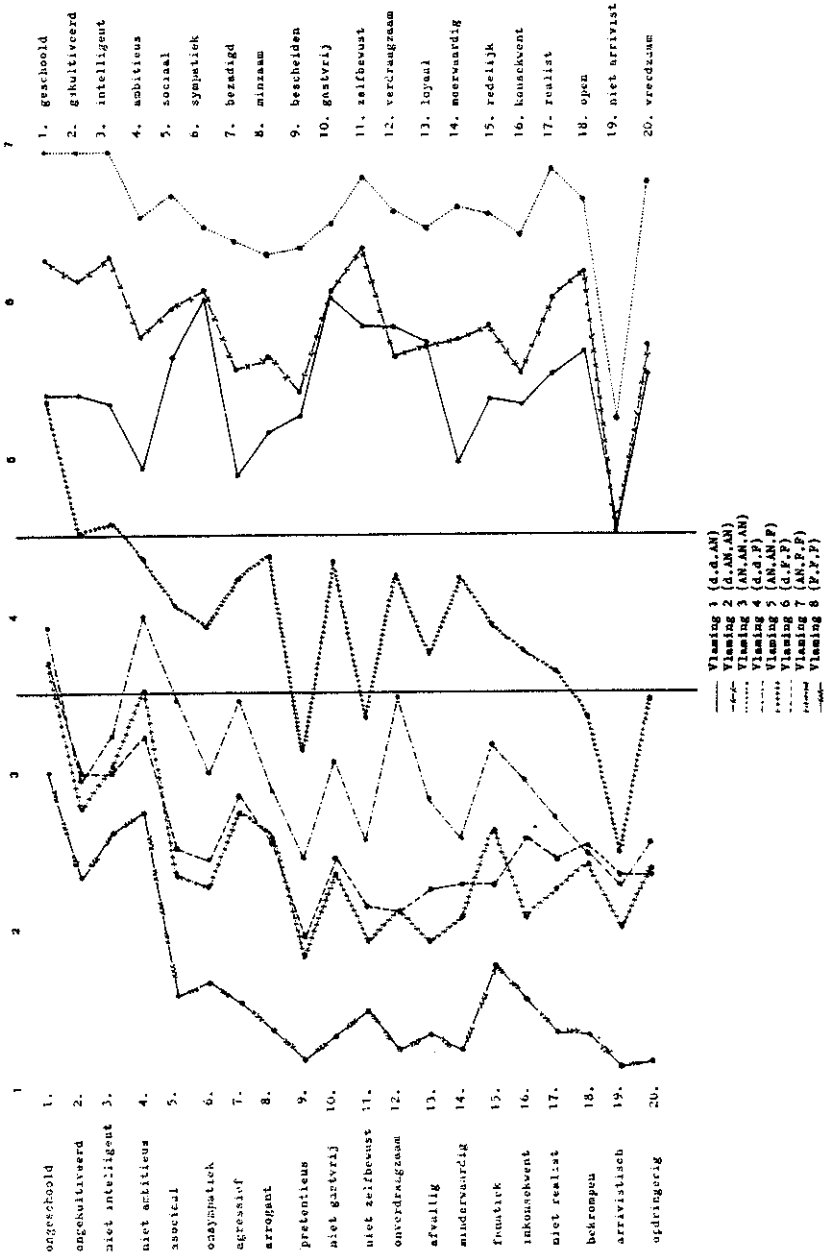 1 2 3 4 5 6 7
ongeschoold 1. 1. geschoold
ongekultiveerd 2. 2. gekultiveerd
niet intelligent 3. 3. intelligent
niet ambitieus 4. 4. ambitieus
asociaal 5. 5. sociaal
onsympatiek 6. 6. sympatiek
agressief 7. 7. bezadigd
arrogant 8. 8. minzaam
pretentieus 9. 9. bescheiden
niet gastvrij 10. 10. gastvrij
niet zelfbewust 11. 11. zelfbewust
onverdraagzaam 12. 12. verdraagzaam
afvallig 13. 13. loyaal
minderwaardig 14. 14. meerwaardig
fanatiek 15. 15. redelijk
inkonsekwent 16. 16. konsekwent
niet realist 17. 17. realist
bekrompen 18. 18. open
arrivistisch 19. 19. niet arrivist
opdringerig 20. 20. vreedzaam
Vlaming 1 (d.d.AN)
Vlaming 2 (d.AN.AN)
Vlaming 3 (AN.AN.AN)
Vlaming 4 (d.d.F)
Vlaming 5 (AN.AN.F)
Vlaming 6 (d.F.F)
Vlaming 7 (AN.F.F)
Vlaming 8 (F.F.F)